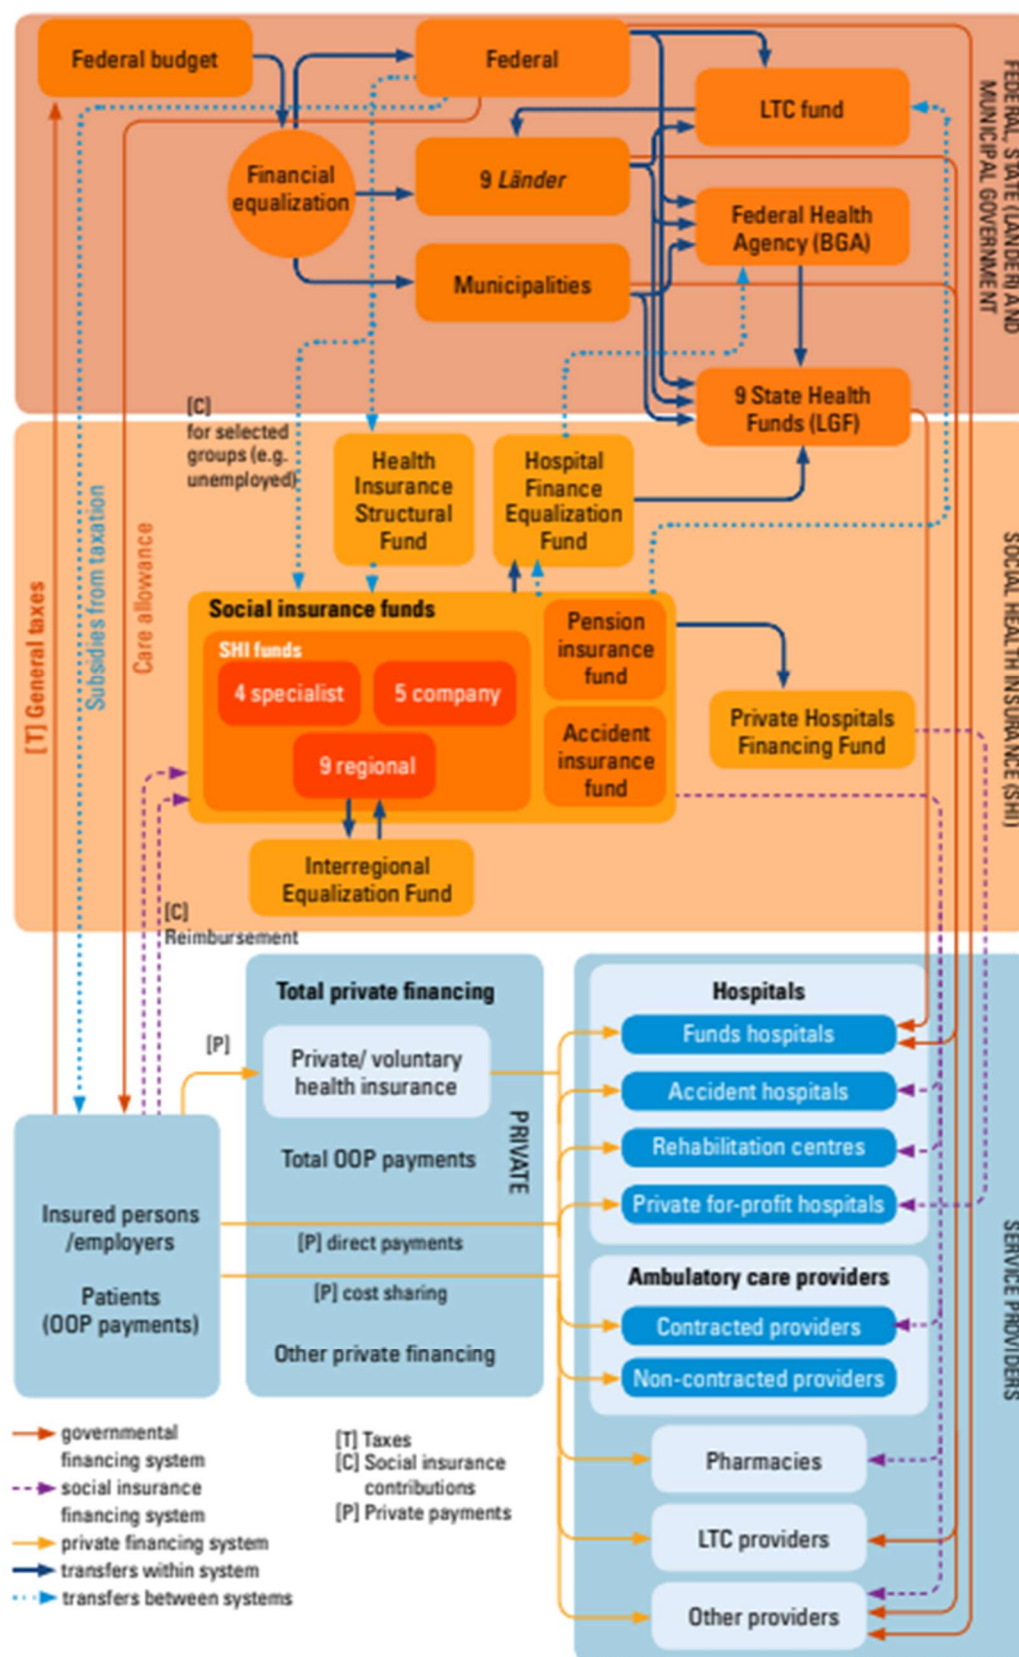 Federal budget
Federal
LTC fund
Financial
equalization
9 Länder
Federal Health
Agency (BGA)
Municipalities
9 State Health
Funds (LGF)
FEDERAL, STATE (LANDER) AND
MUNICIPAL GOVERNMENT
[C]
for selected
groups (e.g.
unemployed)
Health
Insurance
Structural
Fund
Hospital
Finance
Equalization
Fund
[T] General taxes
Subsidies from taxation
Care allowance
Social insurance funds
SHI funds
4 specialist
5 company
9 regional
Pension
insurance
fund
Accident
insurance
fund
Private Hospitals
Financing Fund
Interregional
Equalization Fund
SOCIAL HEALTH INSURANCE (SHI)
[C]
Reimbursement
Total private financing
[P]
Private/ voluntary
health insurance
PRIVATE
Total OOP payments
[P] direct payments
[P] cost sharing
Other private financing
Insured persons
/employers
Patients
(OOP payments)
Hospitals
Funds hospitals
Accident hospitals
Rehabilitation centres
Private for-profit hospitals
Ambulatory care providers
Contracted providers
Non-contracted providers
Pharmacies
LTC providers
Other providers
SERVICE PROVIDERS
governmental
financing system
social insurance
financing system
private financing system
transfers within system
transfers between systems
[T] Taxes
[C] Social insurance
contributions
[P] Private payments